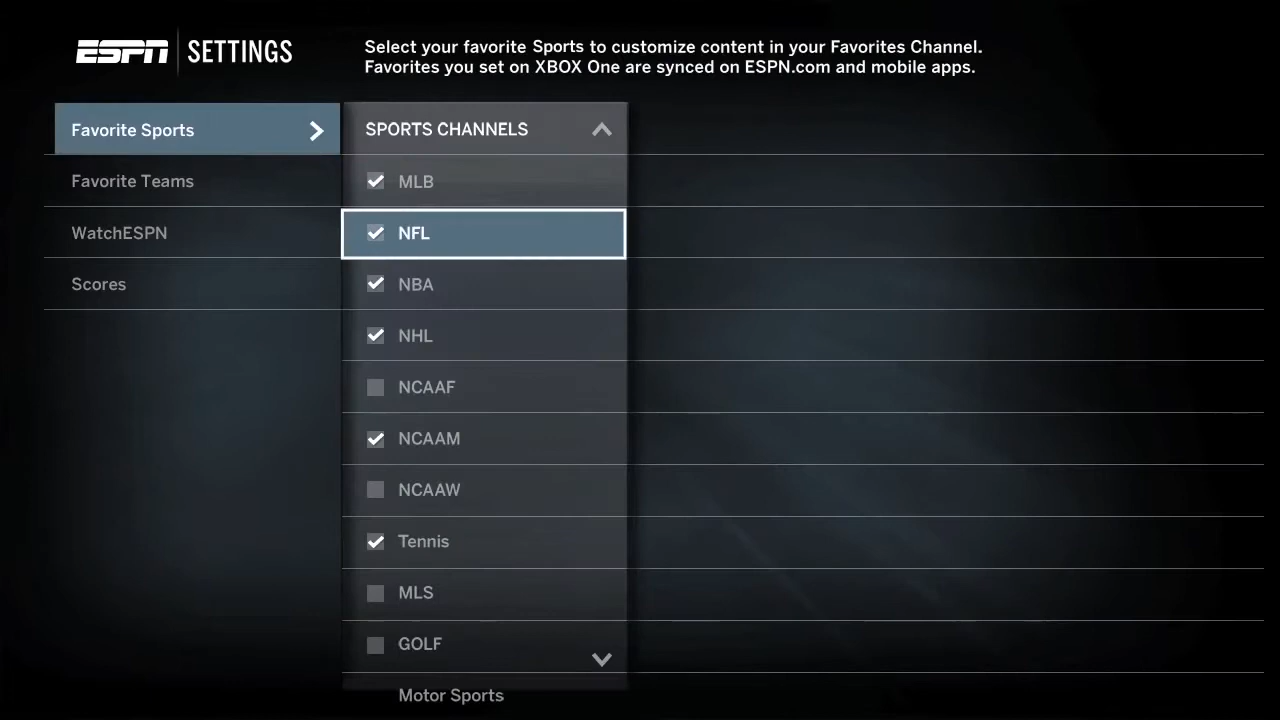 ESPN SETTINGS
Select your favorite Sports to customize content in your Favorites Channel.
Favorites you set on XBOX One are synced on ESPN.com and mobile apps.
Favorite Sports
Favorite Teams
WatchESPN
Scores
SPORTS CHANNELS
MLB
NFL
NBA
NHL
NCAAF
NCAAM
NCAAW
Tennis
MLS
GOLF
Motor Sports